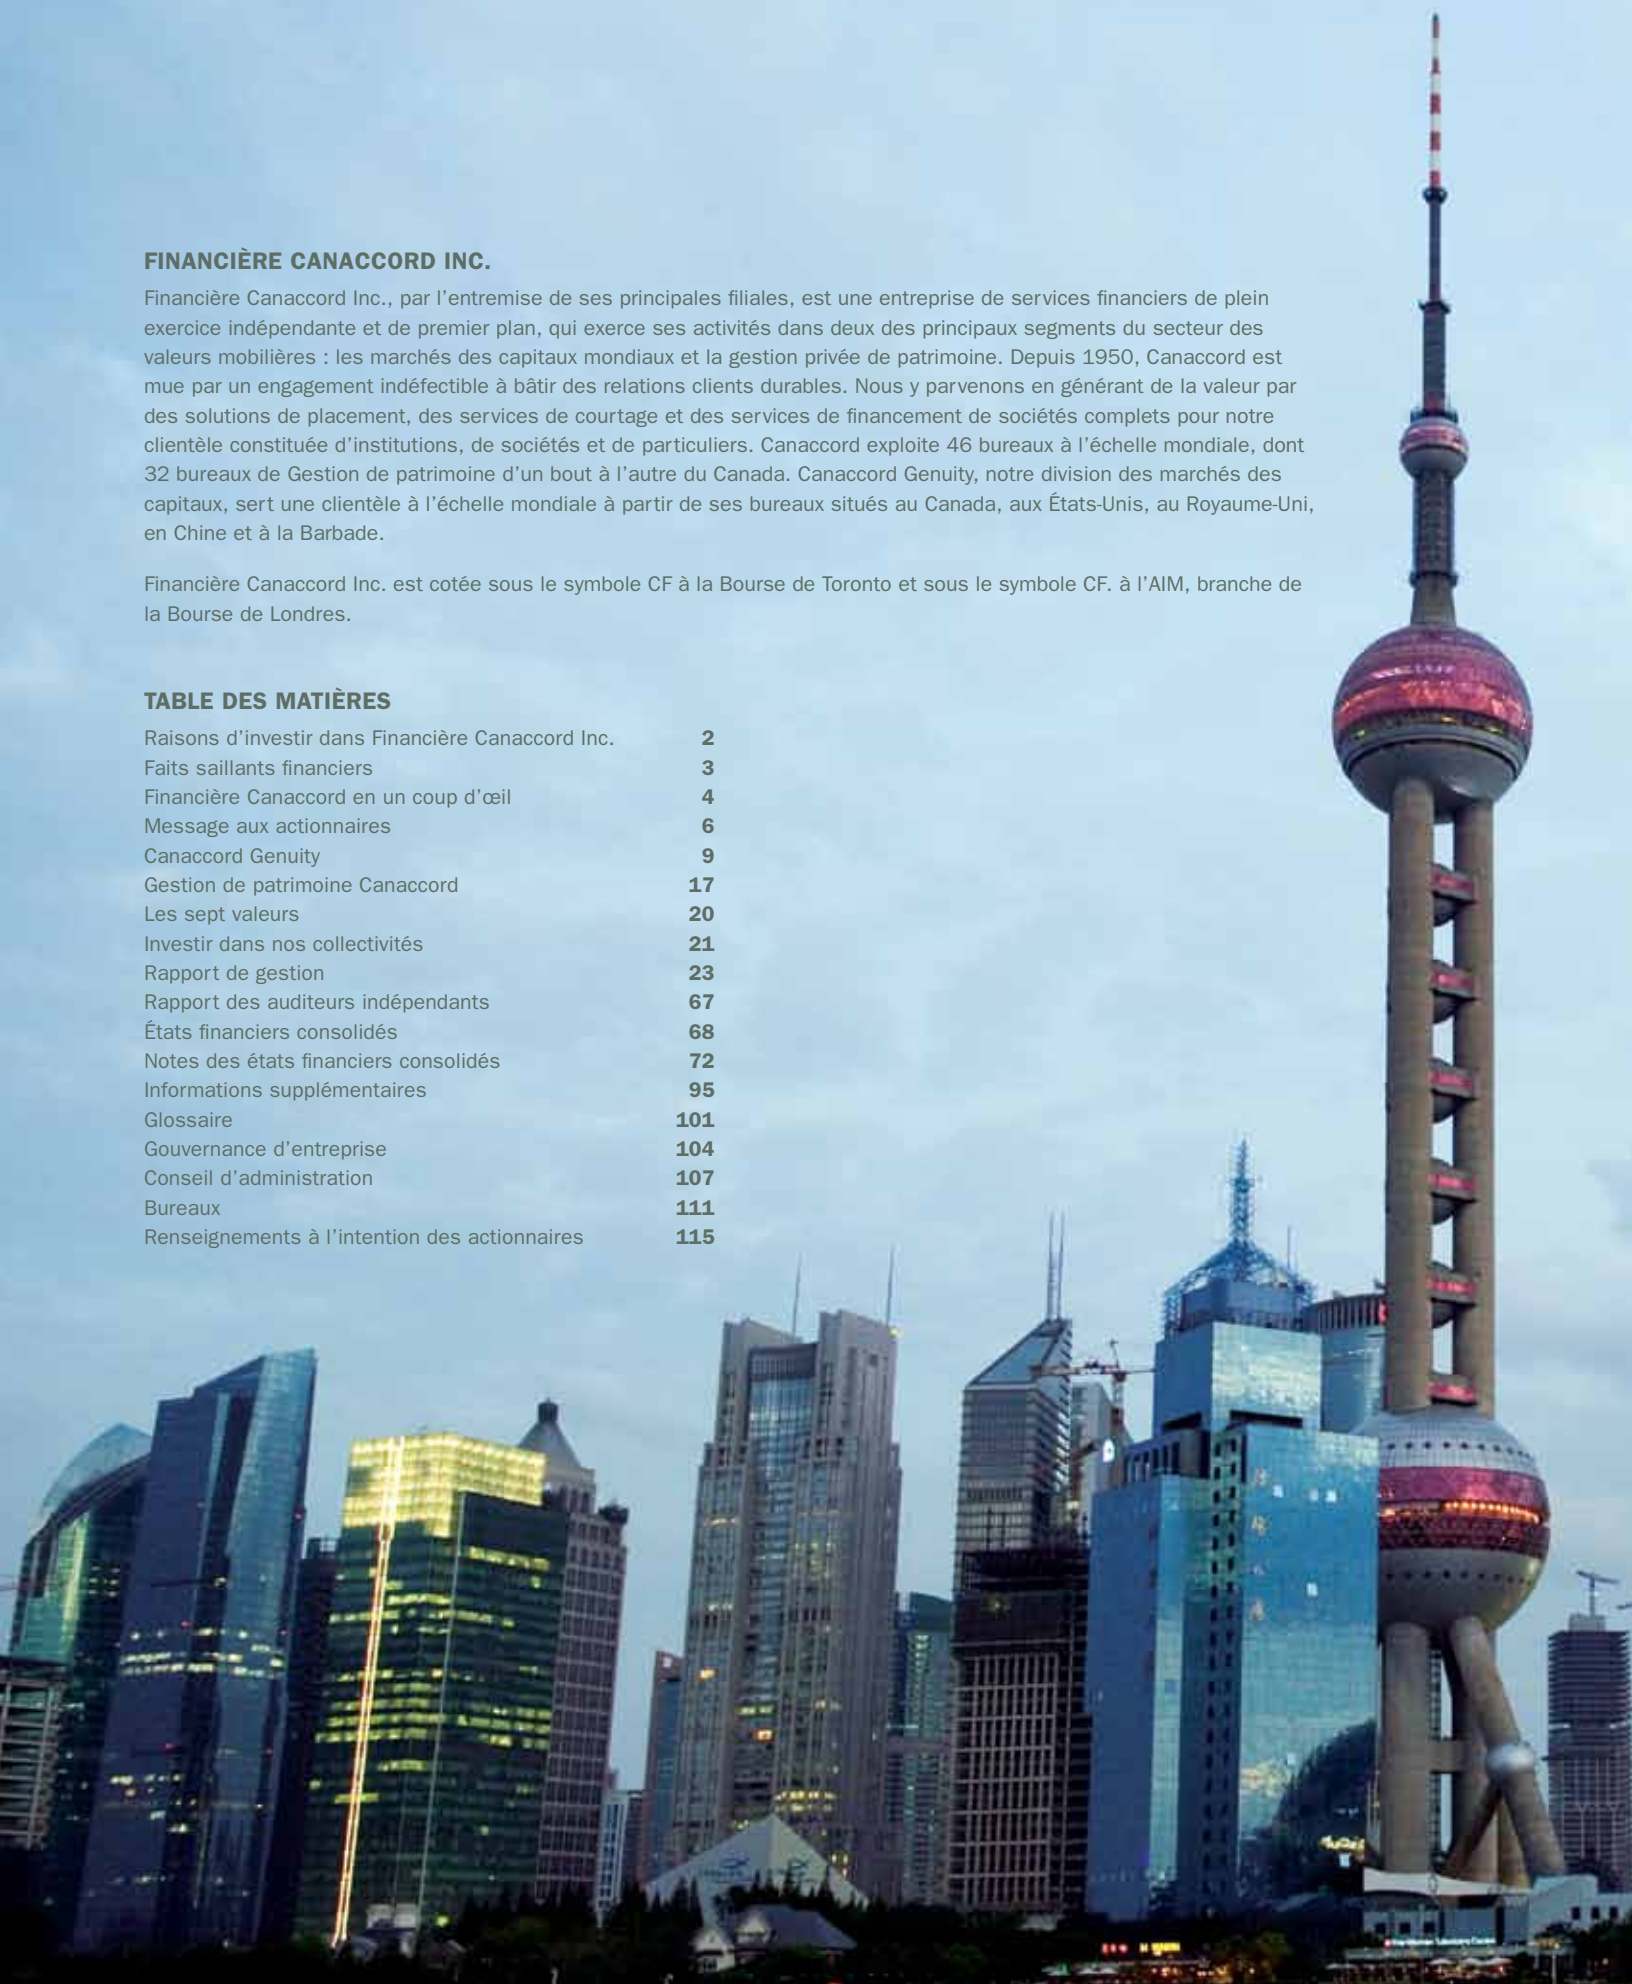 FINANCIÈRE CANACCORD INC.
Financière Canaccord Inc., par l'entremise de ses principales filiales, est une entreprise de services financiers de plein
exercice indépendante et de premier plan, qui exerce ses activités dans deux des principaux segments du secteur des
valeurs mobilières : les marchés des capitaux mondiaux et la gestion privée de patrimoine. Depuis 1950, Canaccord est
mue par un engagement indéfectible à bâtir des relations clients durables. Nous y parvenons en générant de la valeur par
des solutions de placement, des services de courtage et des services de financement de sociétés complets pour notre
clientèle constituée d'institutions, de sociétés et de particuliers. Canaccord exploite 46 bureaux à l'échelle mondiale, dont
32 bureaux de Gestion de patrimoine d'un bout à l'autre du Canada. Canaccord Genuity, notre division des marchés des
capitaux, sert une clientèle à l'échelle mondiale à partir de ses bureaux situés au Canada, aux États-Unis, au Royaume-Uni,
en Chine et à la Barbade.
Financière Canaccord Inc. est cotée sous le symbole CF à la Bourse de Toronto et sous le symbole CF. à l'AIM, branche de
la Bourse de Londres.
TABLE DES MATIÈRES
Raisons d'investir dans Financière Canaccord Inc. 2
Faits saillants financiers 3
Financière Canaccord en un coup d'œil 4
Message aux actionnaires 6
Canaccord Genuity 9
Gestion de patrimoine Canaccord 17
Les sept valeurs 20
Investir dans nos collectivités 21
Rapport de gestion 23
Rapport des auditeurs indépendants 67
États financiers consolidés 68
Notes des états financiers consolidés 72
Informations supplémentaires 95
Glossaire 101
Gouvernance d'entreprise 104
Conseil d'administration 107
Bureaux 111
Renseignements à l'intention des actionnaires 115